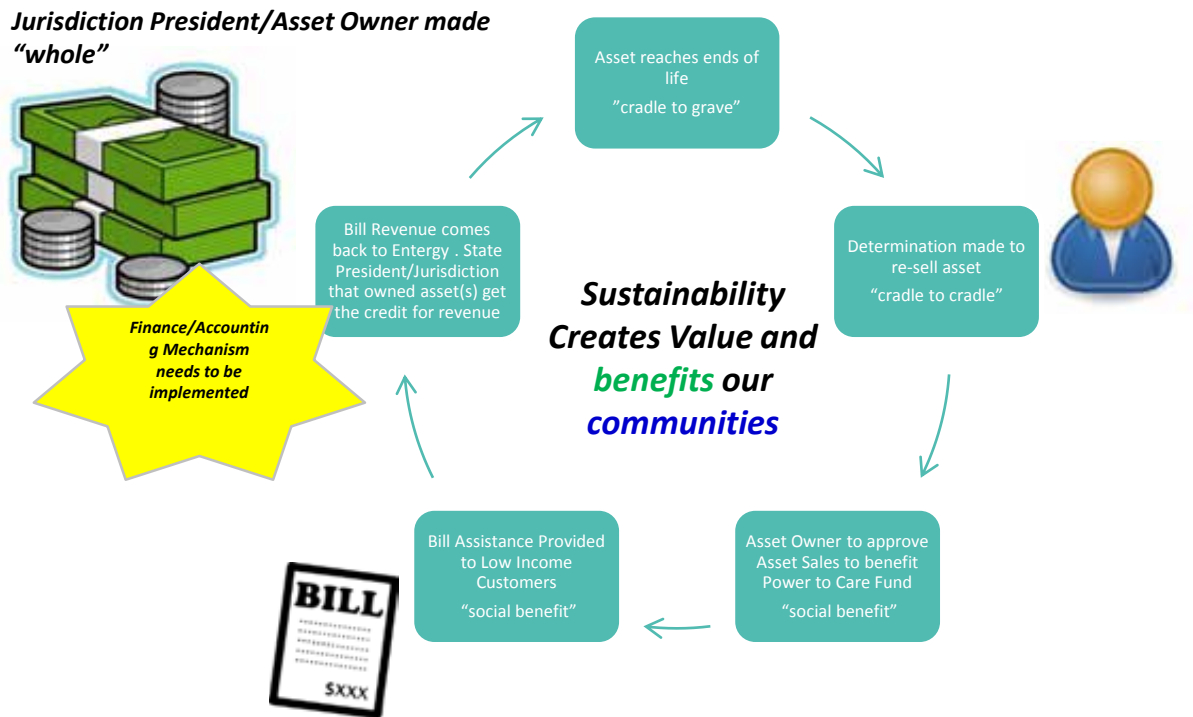 Jurisdiction President/Asset Owner made
“whole”
Asset reaches ends of
life
”cradle to grave”
Determination made to
re-sell asset
“cradle to cradle”
Asset Owner to approve
Asset Sales to benefit
Power to Care Fund
“social benefit”
Bill Assistance Provided
to Low Income
Customers
“social benefit”
Bill Revenue comes
back to Entergy . State
President/Jurisdiction
that owned asset(s) get
the credit for revenue
Finance/Accountin
g Mechanism
needs to be
implemented
Sustainability
Creates Value and
benefits our
communities
BILL
$XXX